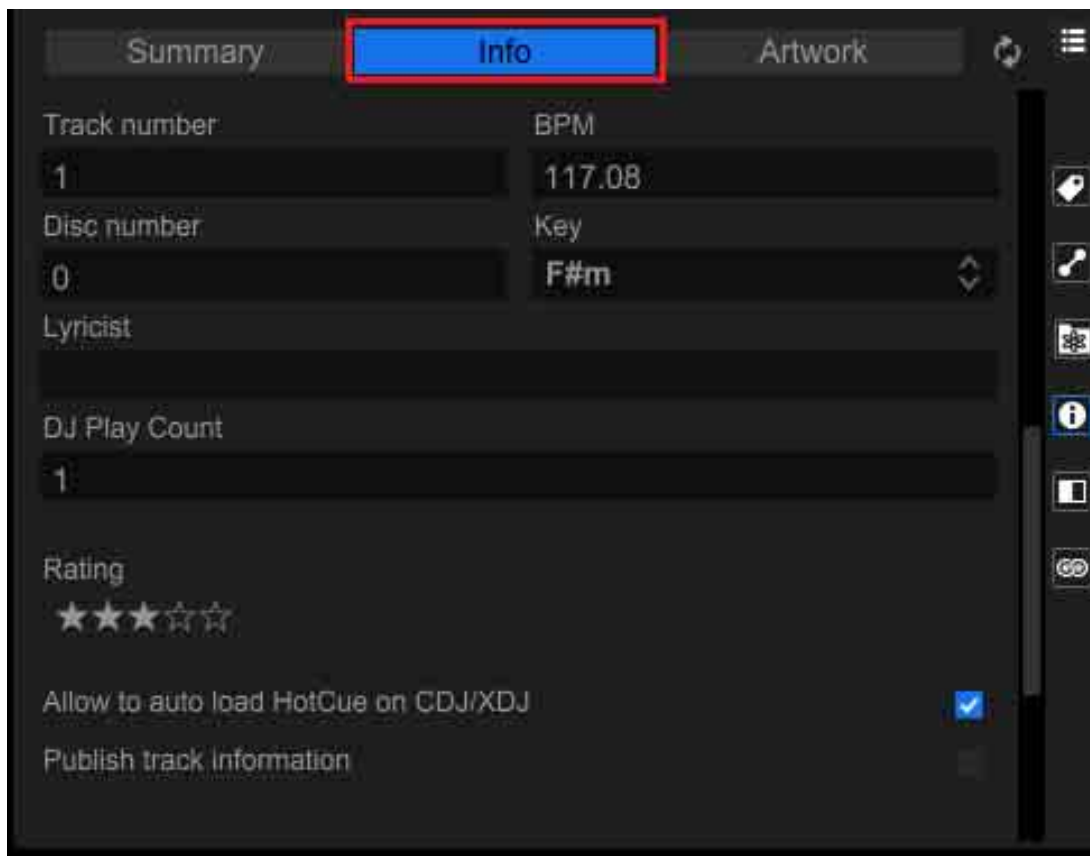 Summary Info Artwork
Track number BPM
1 117.08
Disc number Key
0 F#m
Lyricist
DJ Play Count
1
Rating
Allow to auto load HotCue on CDJ/XDJ
Publish track information